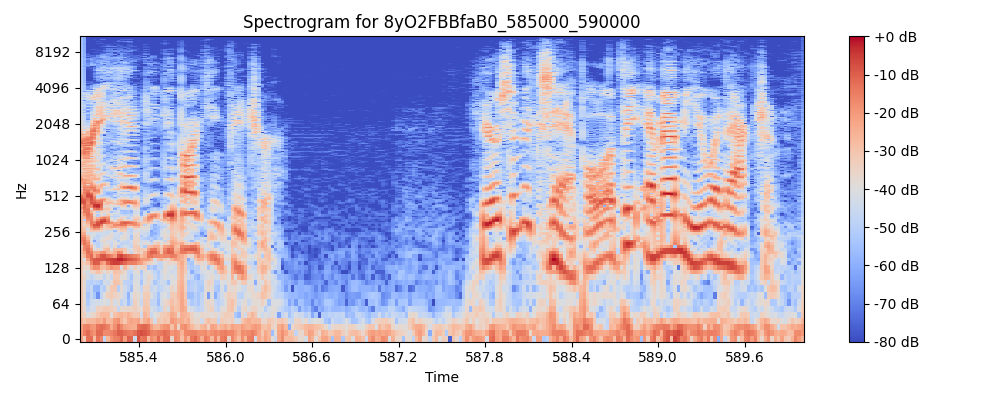 Spectrogram for 8yO2FBBfaB0_585000_590000
Hz
8192
4096
2048
1024
512
256
128
64
0
585.4 586.0 586.6 587.2 587.8 588.4 589.0 589.6
Time
+0 dB
-10 dB
-20 dB
-30 dB
-40 dB
-50 dB
-60 dB
-70 dB
-80 dB